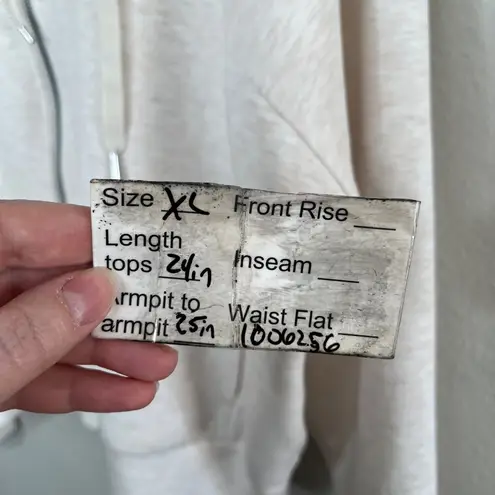 Size XL
Length
tops 24in
Armpit to
armpit 25in
Front Rise
Inseam
Waist Flat
1006256